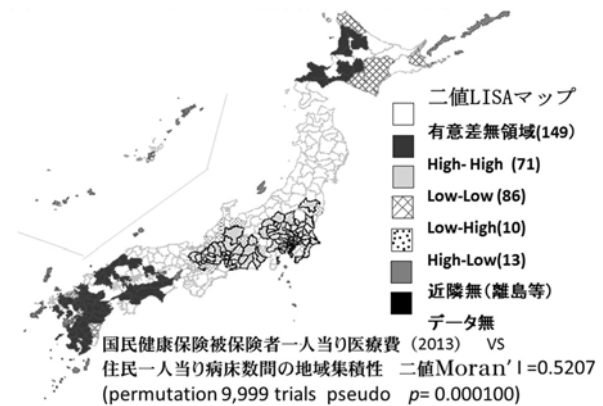 二値LISAマップ
有意差無領域(149)
High- High (71)
Low-Low (86)
Low-High(10)
High-Low(13)
近隣無(離島等)
データ無
国民健康保険被保険者一人当り医療費 (2013) VS
住民一人当り病床数間の地域集積性 二値Moran' I =0.5207
(permutation 9,999 trials pseudo p= 0.000100)